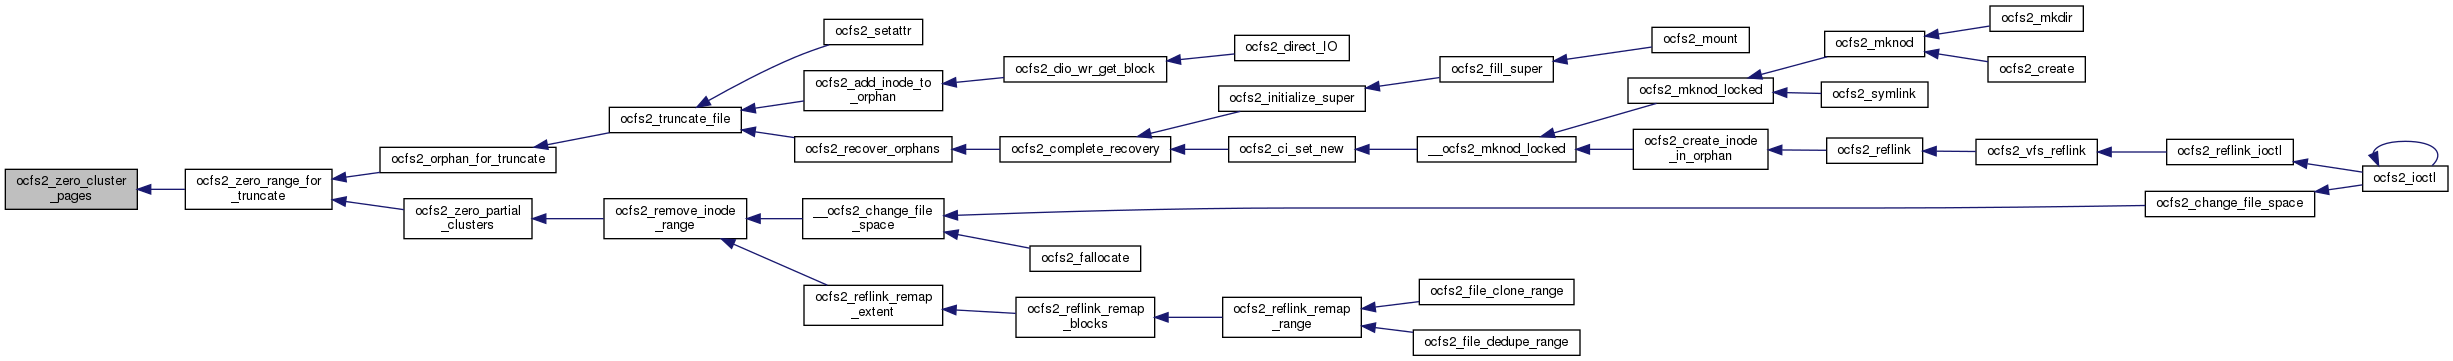 ocfs2_zero_cluster
_pages
ocfs2_zero_range_for
_truncate
ocfs2_orphan_for_truncate
ocfs2_zero_partial
_clusters
ocfs2_truncate_file
ocfs2_remove_inode
_range
ocfs2_setattr
ocfs2_add_inode_to
_orphan
ocfs2_recover_orphans
__ocfs2_change_file
_space
ocfs2_reflink_remap
_extent
ocfs2_dio_wr_get_block
ocfs2_complete_recovery
ocfs2_fallocate
ocfs2_reflink_remap
_blocks
ocfs2_direct_IO
ocfs2_initialize_super
ocfs2_ci_set_new
ocfs2_reflink_remap
_range
ocfs2_fill_super
__ocfs2_mknod_locked
ocfs2_file_clone_range
ocfs2_file_dedupe_range
ocfs2_mount
ocfs2_mknod_locked
ocfs2_create_inode
_in_orphan
ocfs2_mknod
ocfs2_symlink
ocfs2_reflink
ocfs2_mkdir
ocfs2_create
ocfs2_vfs_reflink
ocfs2_reflink_ioctl
ocfs2_change_file_space
ocfs2_ioctl